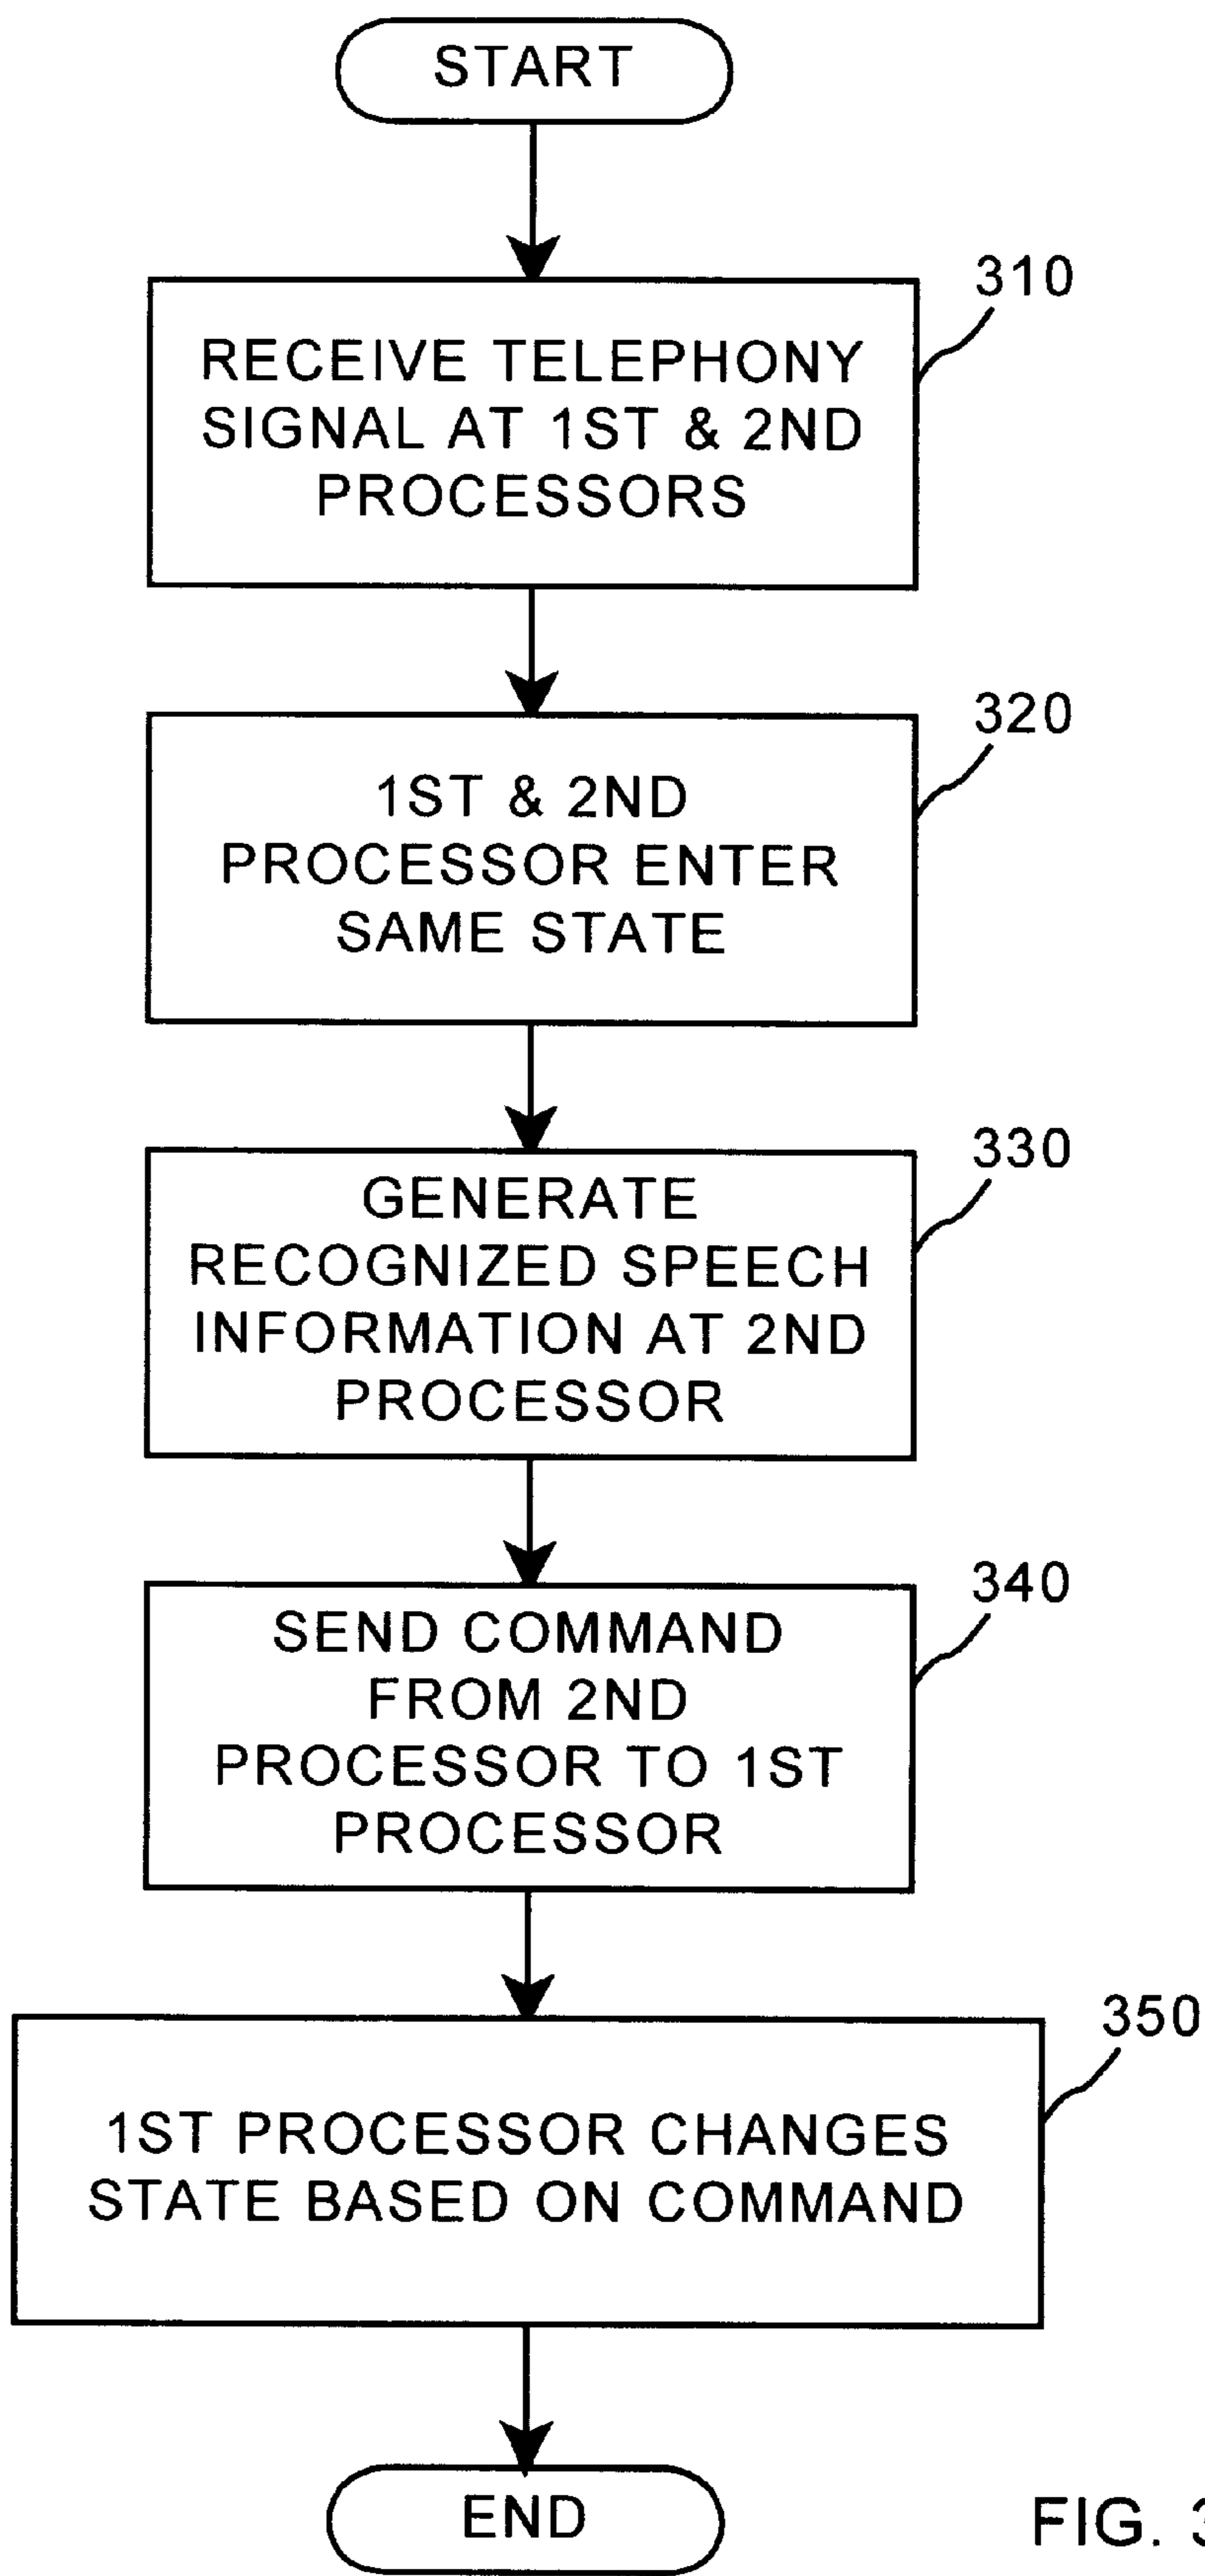 START
310
RECEIVE TELEPHONY
SIGNAL AT 1ST & 2ND
PROCESSORS
320
1ST & 2ND
PROCESSOR ENTER
SAME STATE
330
GENERATE
RECOGNIZED SPEECH
INFORMATION AT 2ND
PROCESSOR
340
SEND COMMAND
FROM 2ND
PROCESSOR TO 1ST
PROCESSOR
350
1ST PROCESSOR CHANGES
STATE BASED ON COMMAND
END
FIG. 3